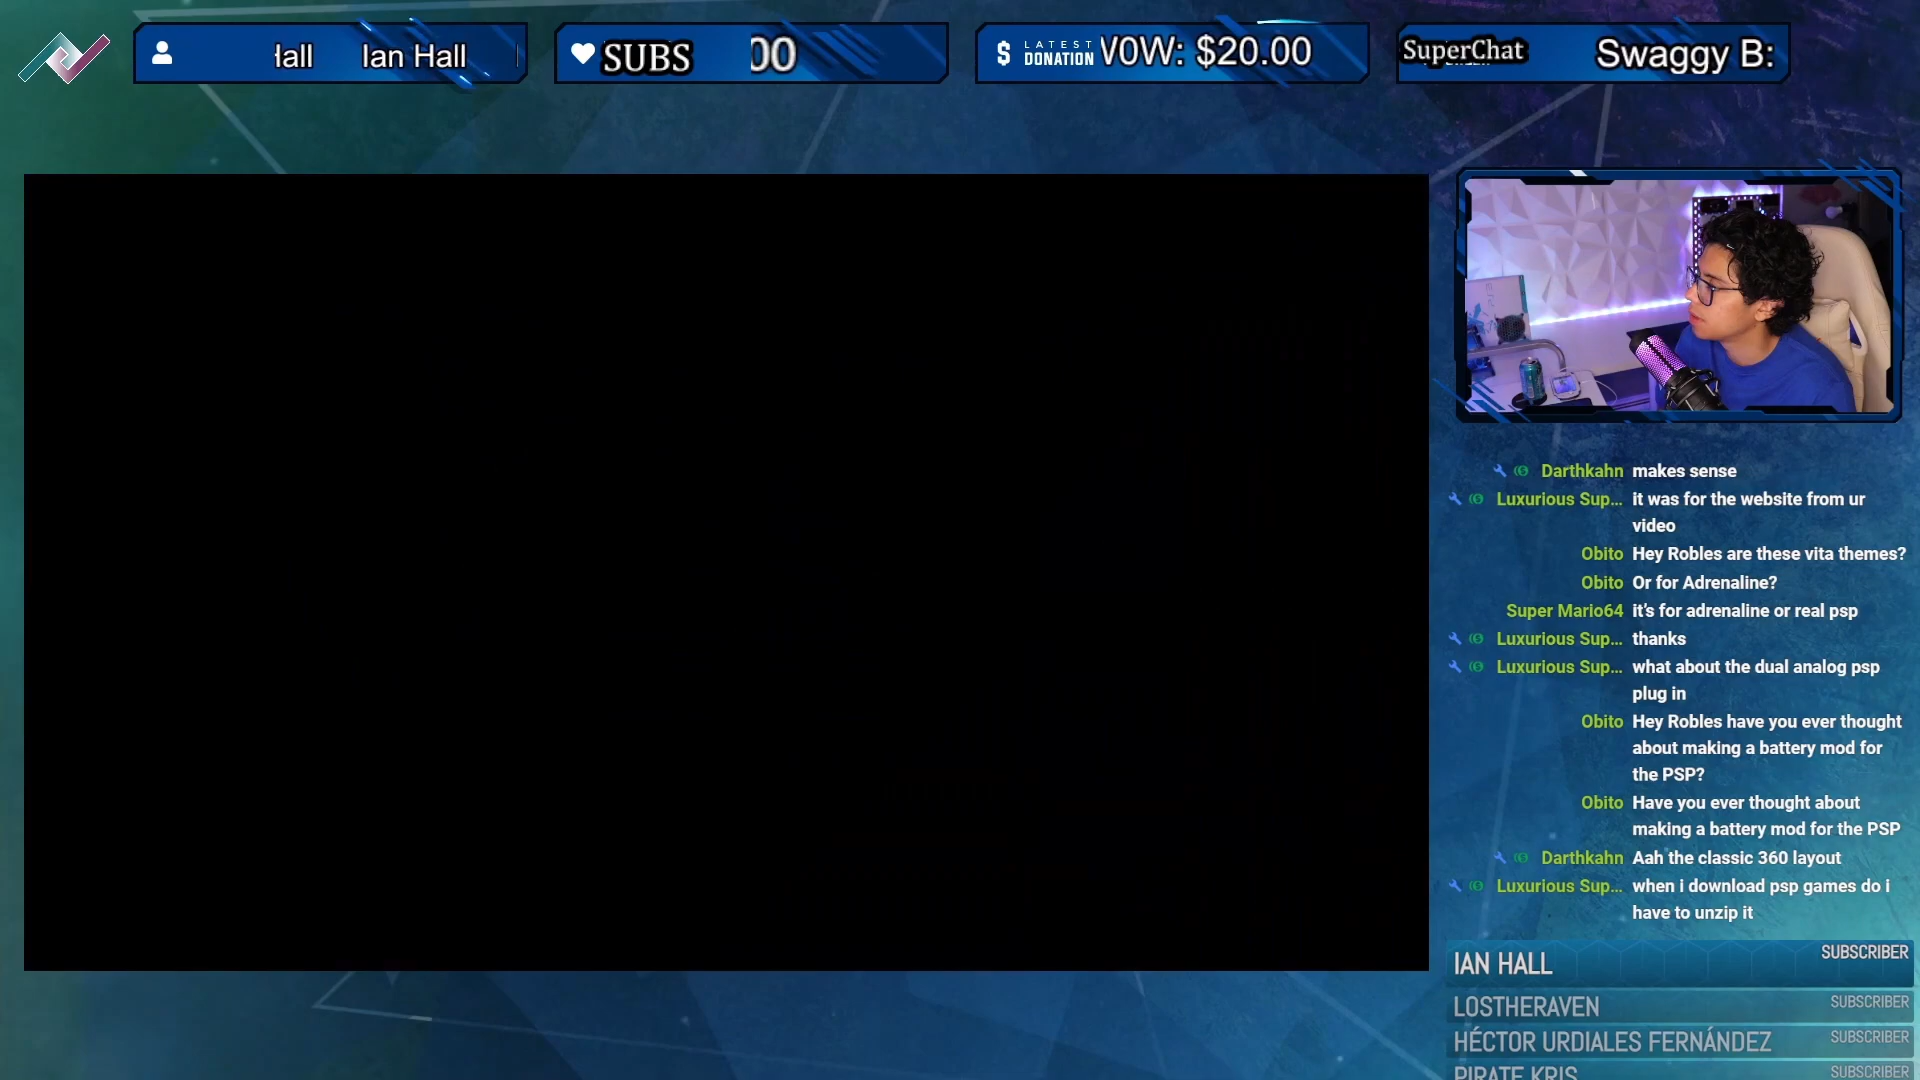 Hall Ian Hall
SUBS 00
LATEST DONATION WOW: $20.00
SuperChat Swaggy B:
Darthkahn makes sense
Luxurious Sup... it was for the website from ur
video
Obito Hey Robles are these vita themes?
Obito Or for Adrenaline?
Super Mario64 it's for adrenaline or real psp
Luxurious Sup... thanks
Luxurious Sup... what about the dual analog psp
plug in
Obito Hey Robles have you ever thought
about making a battery mod for
the PSP?
Obito Have you ever thought about
making a battery mod for the PSP
Darthkahn Aah the classic 360 layout
Luxurious Sup... when i download psp games do i
have to unzip it
IAN HALL SUBSCRIBER
LOSTHERAVEN SUBSCRIBER
HÉCTOR URDIALES FERNÁNDEZ SUBSCRIBER
PIRATE KRIS SUBSCRIBER